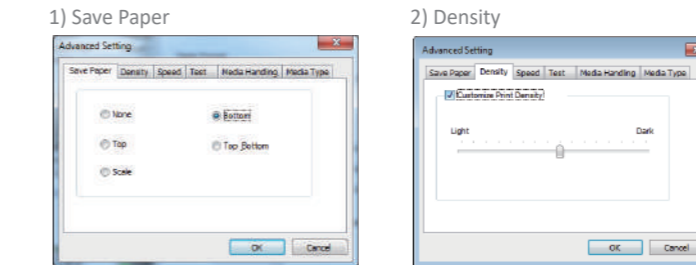 1) Save Paper
2) Density
Advanced Setting
Save Paper Density Speed Test Media Handling Media Type
None
Bottom
Top
Top_Bottom
Scale
OK Cancel
Advanced Setting
Save Paper Density Speed Test Media Handling Media Type
Customize Print Density
Light Dark
OK Cancel